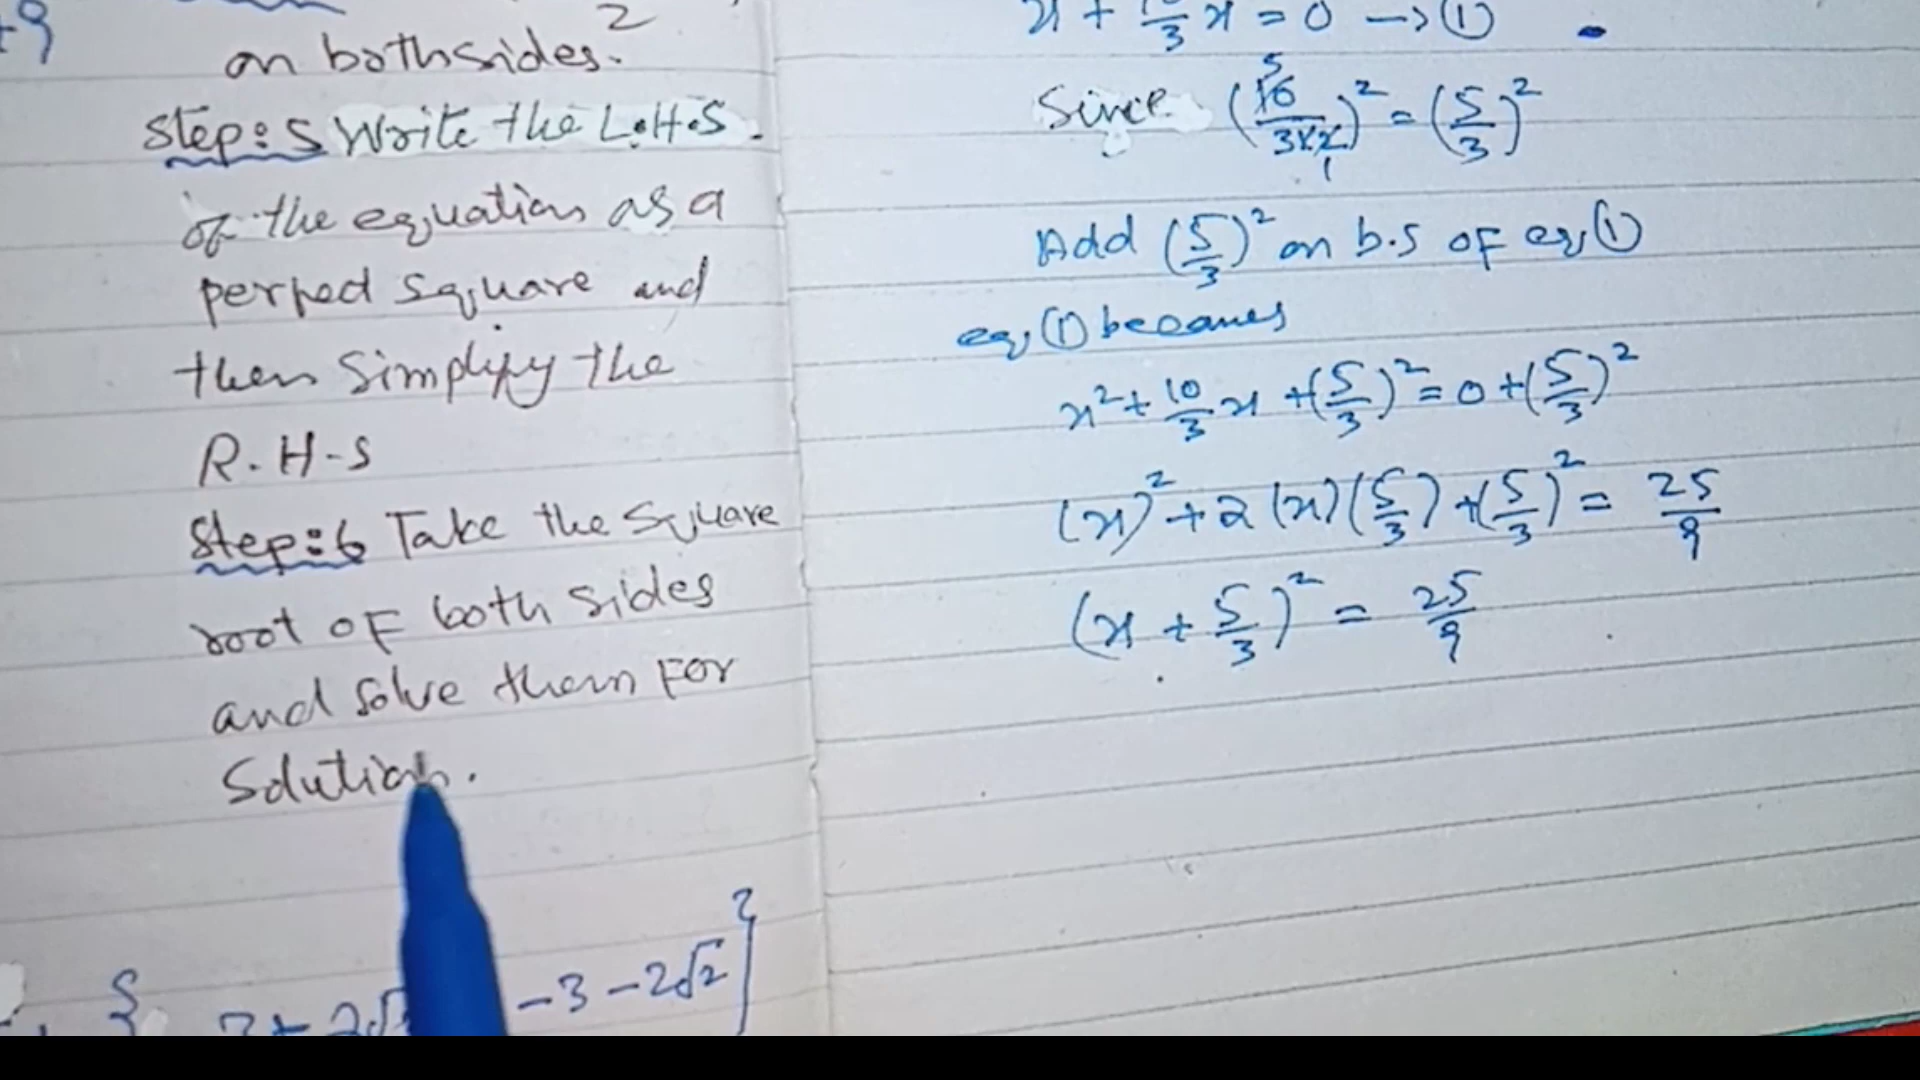 +9
2
on bothsides.
Step:5 Write the L.H.S.
of the equation as a
perfect square and
then simplify the
R.H-S
Step:6 Take the square
root of both sides
and solve them For
Solution.
-3-2√2}
x + 10/3 x = 0 → (1)
Since (10/3×2)² = (5/3)²
5
1
Add (5/3)² on b.s of eq(1)
eq(1) becomes
x² + 10/3 x + (5/3)² = 0 + (5/3)²
(x)² + 2(x)(5/3) + (5/3)² = 25/9
(x + 5/3)² = 25/9